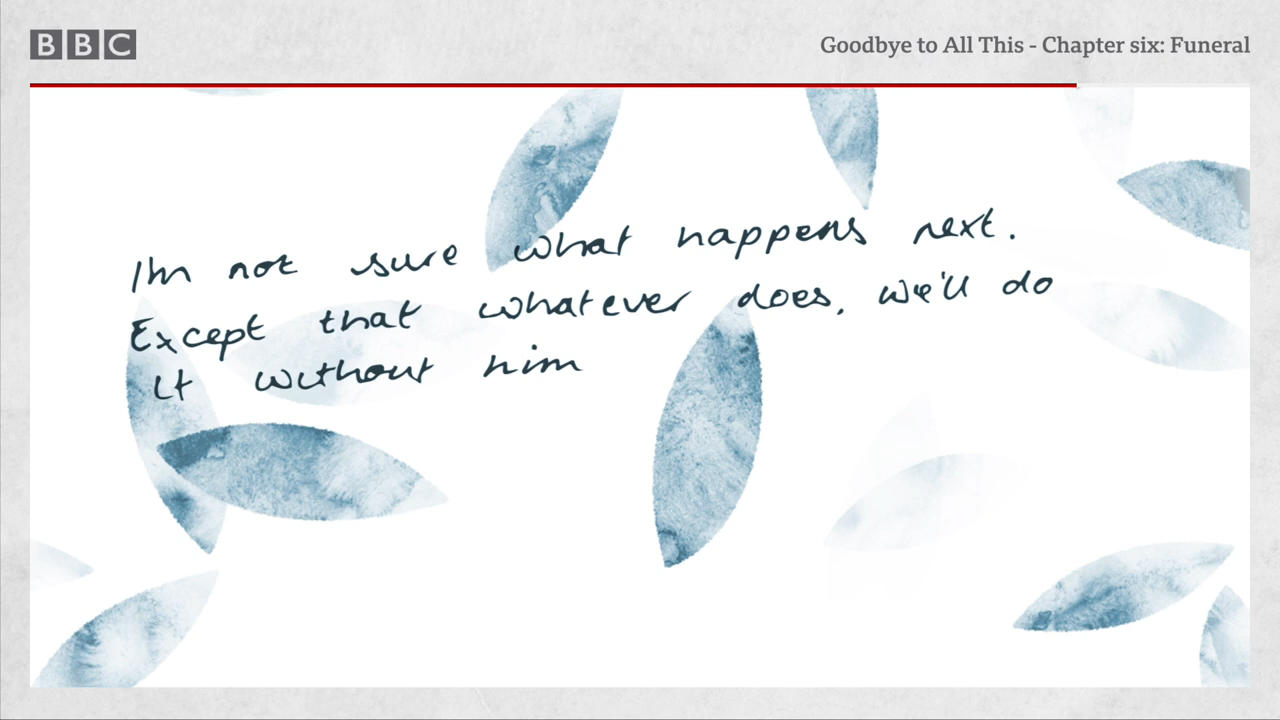 BBC
Goodbye to All This - Chapter six: Funeral
I'm not sure what happens next.
Except that whatever does, we'll do
it without him